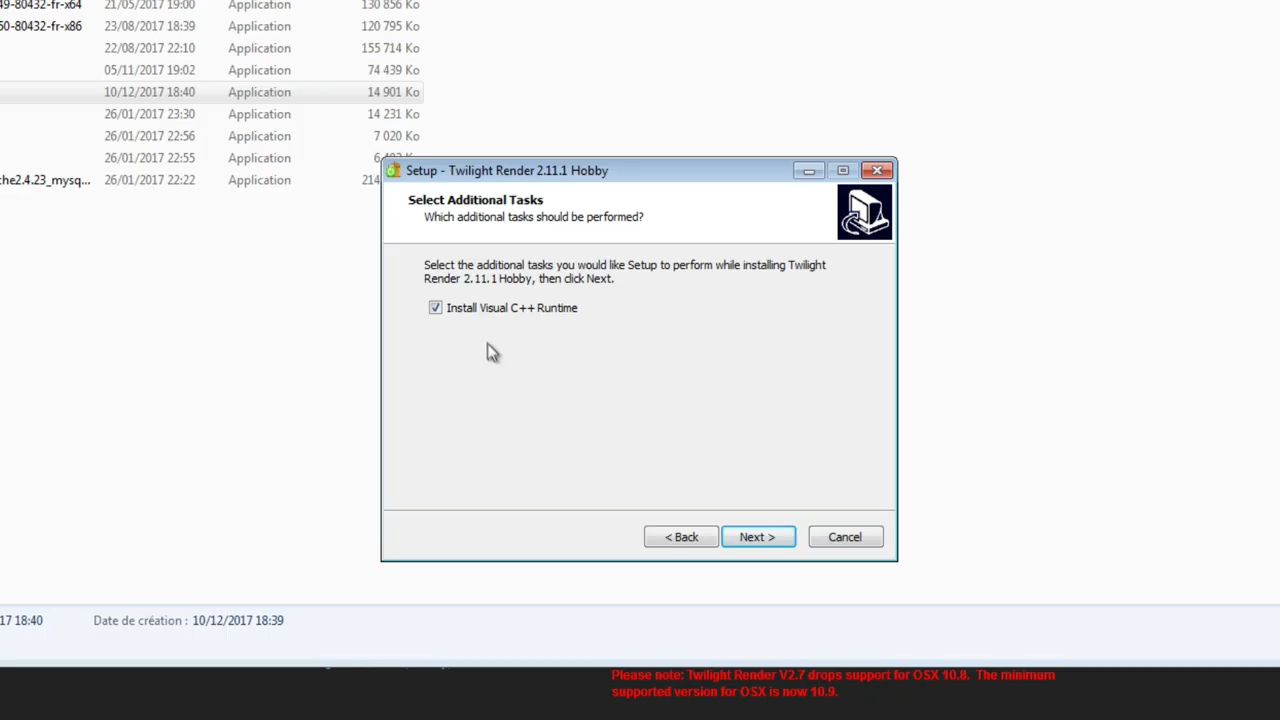 49-80432-fr-x64 21/05/2017 19:00 Application 130 856 Ko
50-80432-fr-x86 23/08/2017 18:39 Application 120 795 Ko
22/08/2017 22:10 Application 155 714 Ko
05/11/2017 19:02 Application 74 439 Ko
10/12/2017 18:40 Application 14 901 Ko
26/01/2017 23:30 Application 14 231 Ko
26/01/2017 22:56 Application 7 020 Ko
26/01/2017 22:55 Application
che2.4.23_mysq... 26/01/2017 22:22 Application 214
Setup - Twilight Render 2.11.1 Hobby
Select Additional Tasks
Which additional tasks should be performed?
Select the additional tasks you would like Setup to perform while installing Twilight
Render 2.11.1 Hobby, then click Next.
Install Visual C++ Runtime
< Back Next > Cancel
17 18:40 Date de création : 10/12/2017 18:39
Please note: Twilight Render V2.7 drops support for OSX 10.8. The minimum
supported version for OSX is now 10.9.